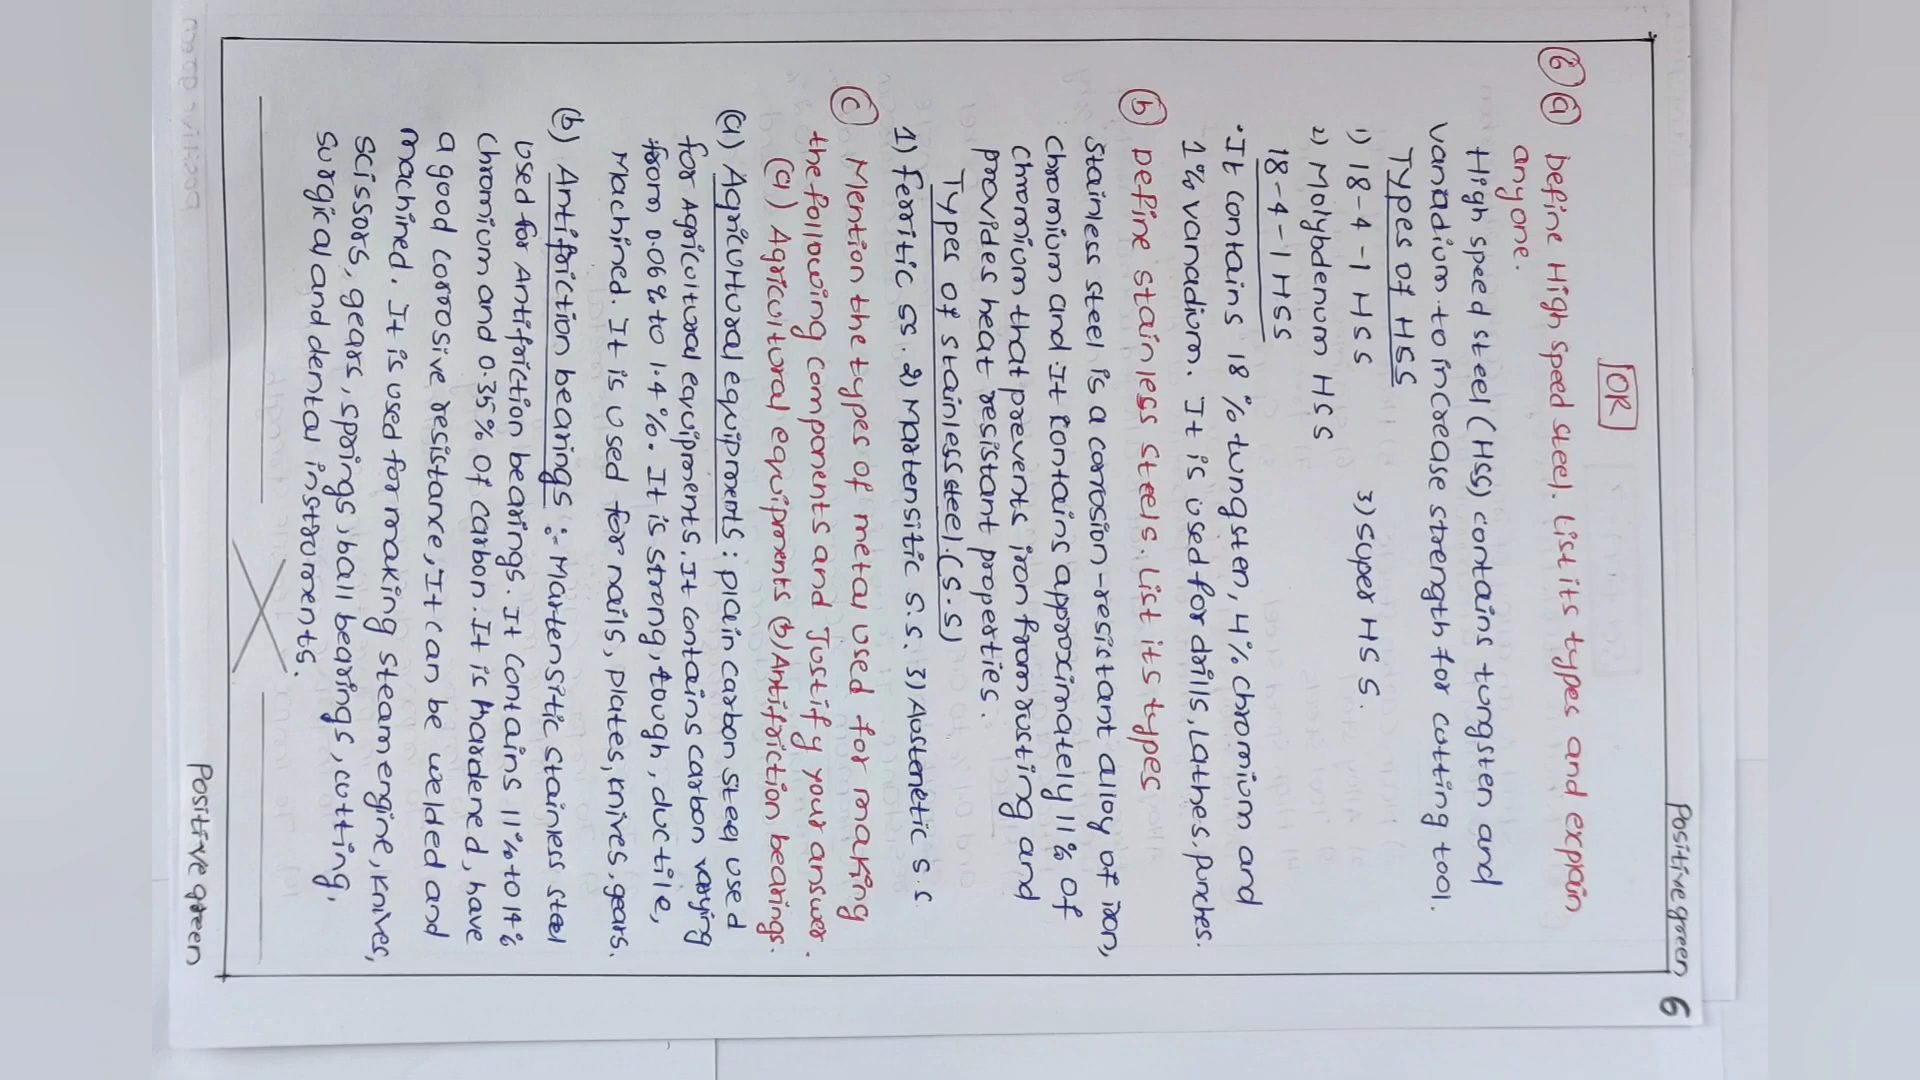 Positive green 6
OR
6 a Define High speed steel. List its types and explain
any one.
High speed steel (HSS) contains tungsten and
vanadium to increase strength for cutting tool.
Types of HSS
1) 18-4-1 HSS 3) super HSS.
2) Molybdenum HSS
18-4-1 HSS
• It contains 18% tungsten, 4% chromium and
1% vanadium. It is used for drills, Lathes, punches.
b Define stainless steels. List its types
Stainless steel is a corrosion-resistant alloy of iron,
chromium and It contains approximately 11% of
chromium that prevents iron from rusting and
provides heat resistant properties.
Types of stainless steel. (S.S)
1) Ferritic SS. 2) Martensitic S.S. 3) Austenetic S.S
c Mention the types of metal used for making
the following components and Justify your answer.
(a) Agricultural equipments (b) Antifriction bearings.
(a) Agricultural equipments : plain carbon steel used
for Agricultural equipments. It contains carbon varying
from 0.06% to 1.4%. It is strong, tough, ductile,
Machined. It is used for nails, plates, knives, gears.
(b) Antifriction bearings :- Martensitic stainless steel
used for Antifriction bearings. It contains 11% to 14%
chromium and 0.35% of carbon. It is Hardened, have
a good corrosive resistance, It can be welded and
machined. It is used for making steam engine, knives,
scissors, gears, springs, ball bearings, cutting,
surgical and dental instruments.
Positive green